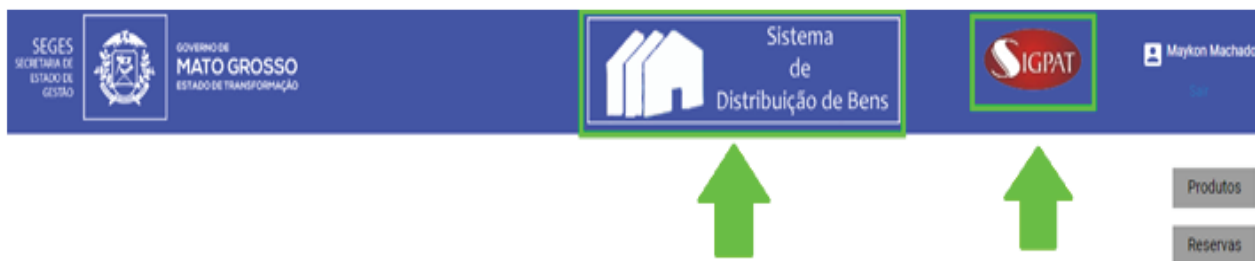 SEGES
SECRETARIA DE
ESTADO DE
GESTÃO
GOVERNO DE
MATO GROSSO
ESTADO DE TRANSFORMAÇÃO
Sistema
de
Distribuição de Bens
SIGPAT
Maykon Machado
Sair
Produtos
Reservas